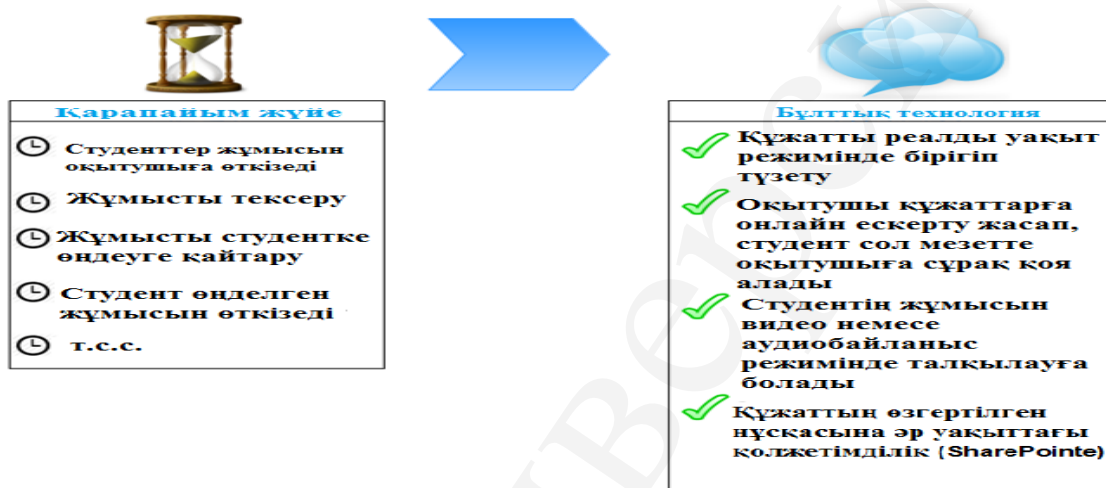 Қарапайым жүйе
Студенттер жұмысын
оқытушыға өткізеді
Жұмысты тексеру
Жұмысты студентке
өңдеуге қайтару
Студент өңделген
жұмысын өткізеді
т.с.с.
Бұлттық технология
Құжатты реалды уақыт
режимінде бірігіп
түзету
Оқытушы құжаттарға
онлайн ескерту жасап,
студент сол мезетте
оқытушыға сұрақ қоя
алады
Студентің жұмысын
видео немесе
аудиобайланыс
режимінде талқылауға
болады
Құжаттың өзгертілген
нұсқасына әр уақыттағы
қолжетімділік (SharePointe)